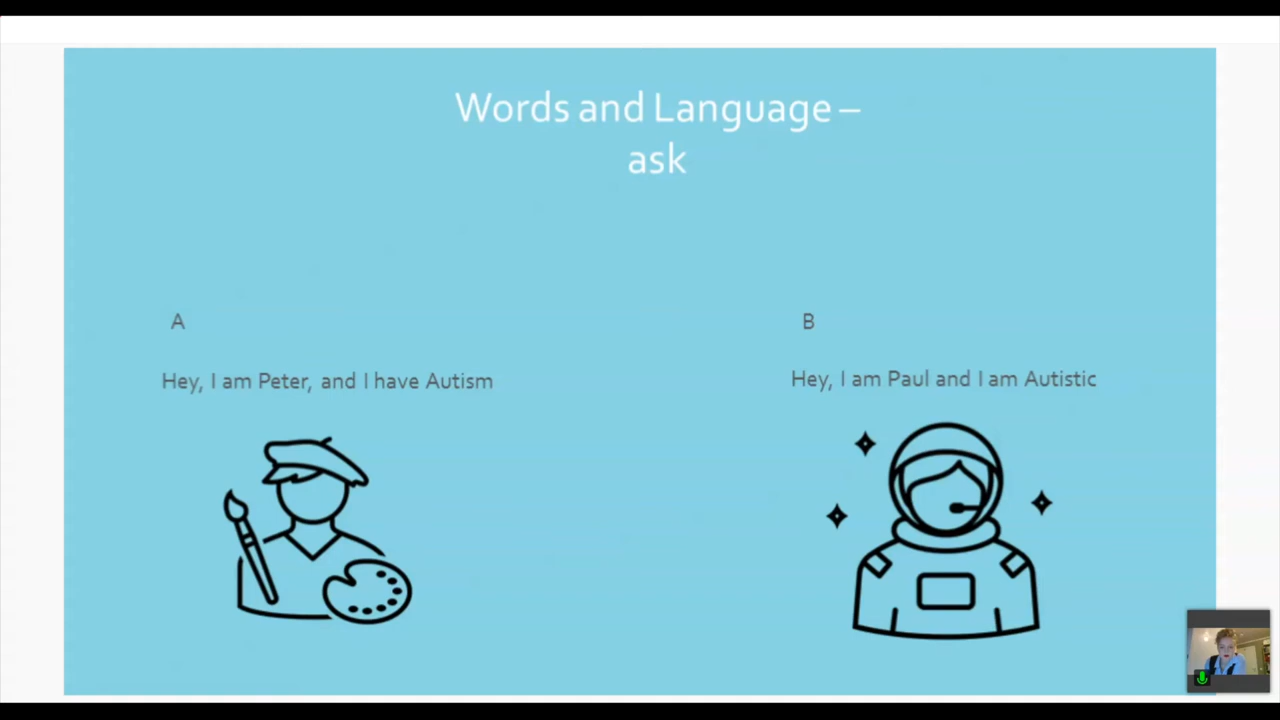 Words and Language –
ask
A
B
Hey, I am Peter, and I have Autism
Hey, I am Paul and I am Autistic